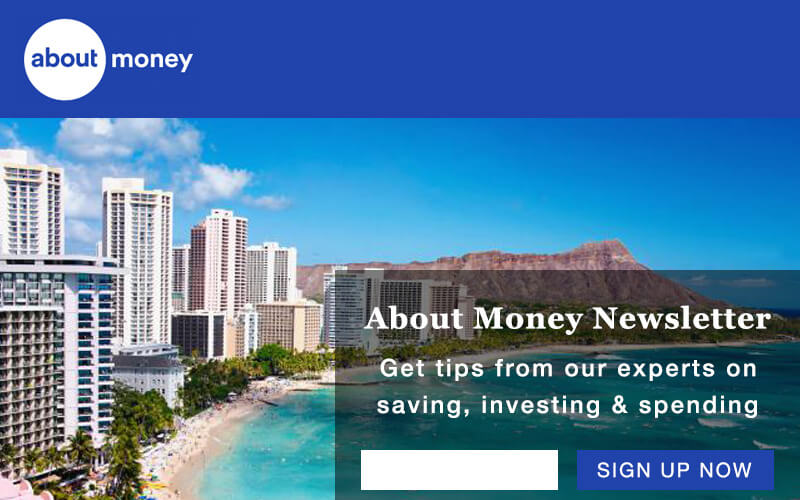 about money
About Money Newsletter
Get tips from our experts on
saving, investing & spending
SIGN UP NOW